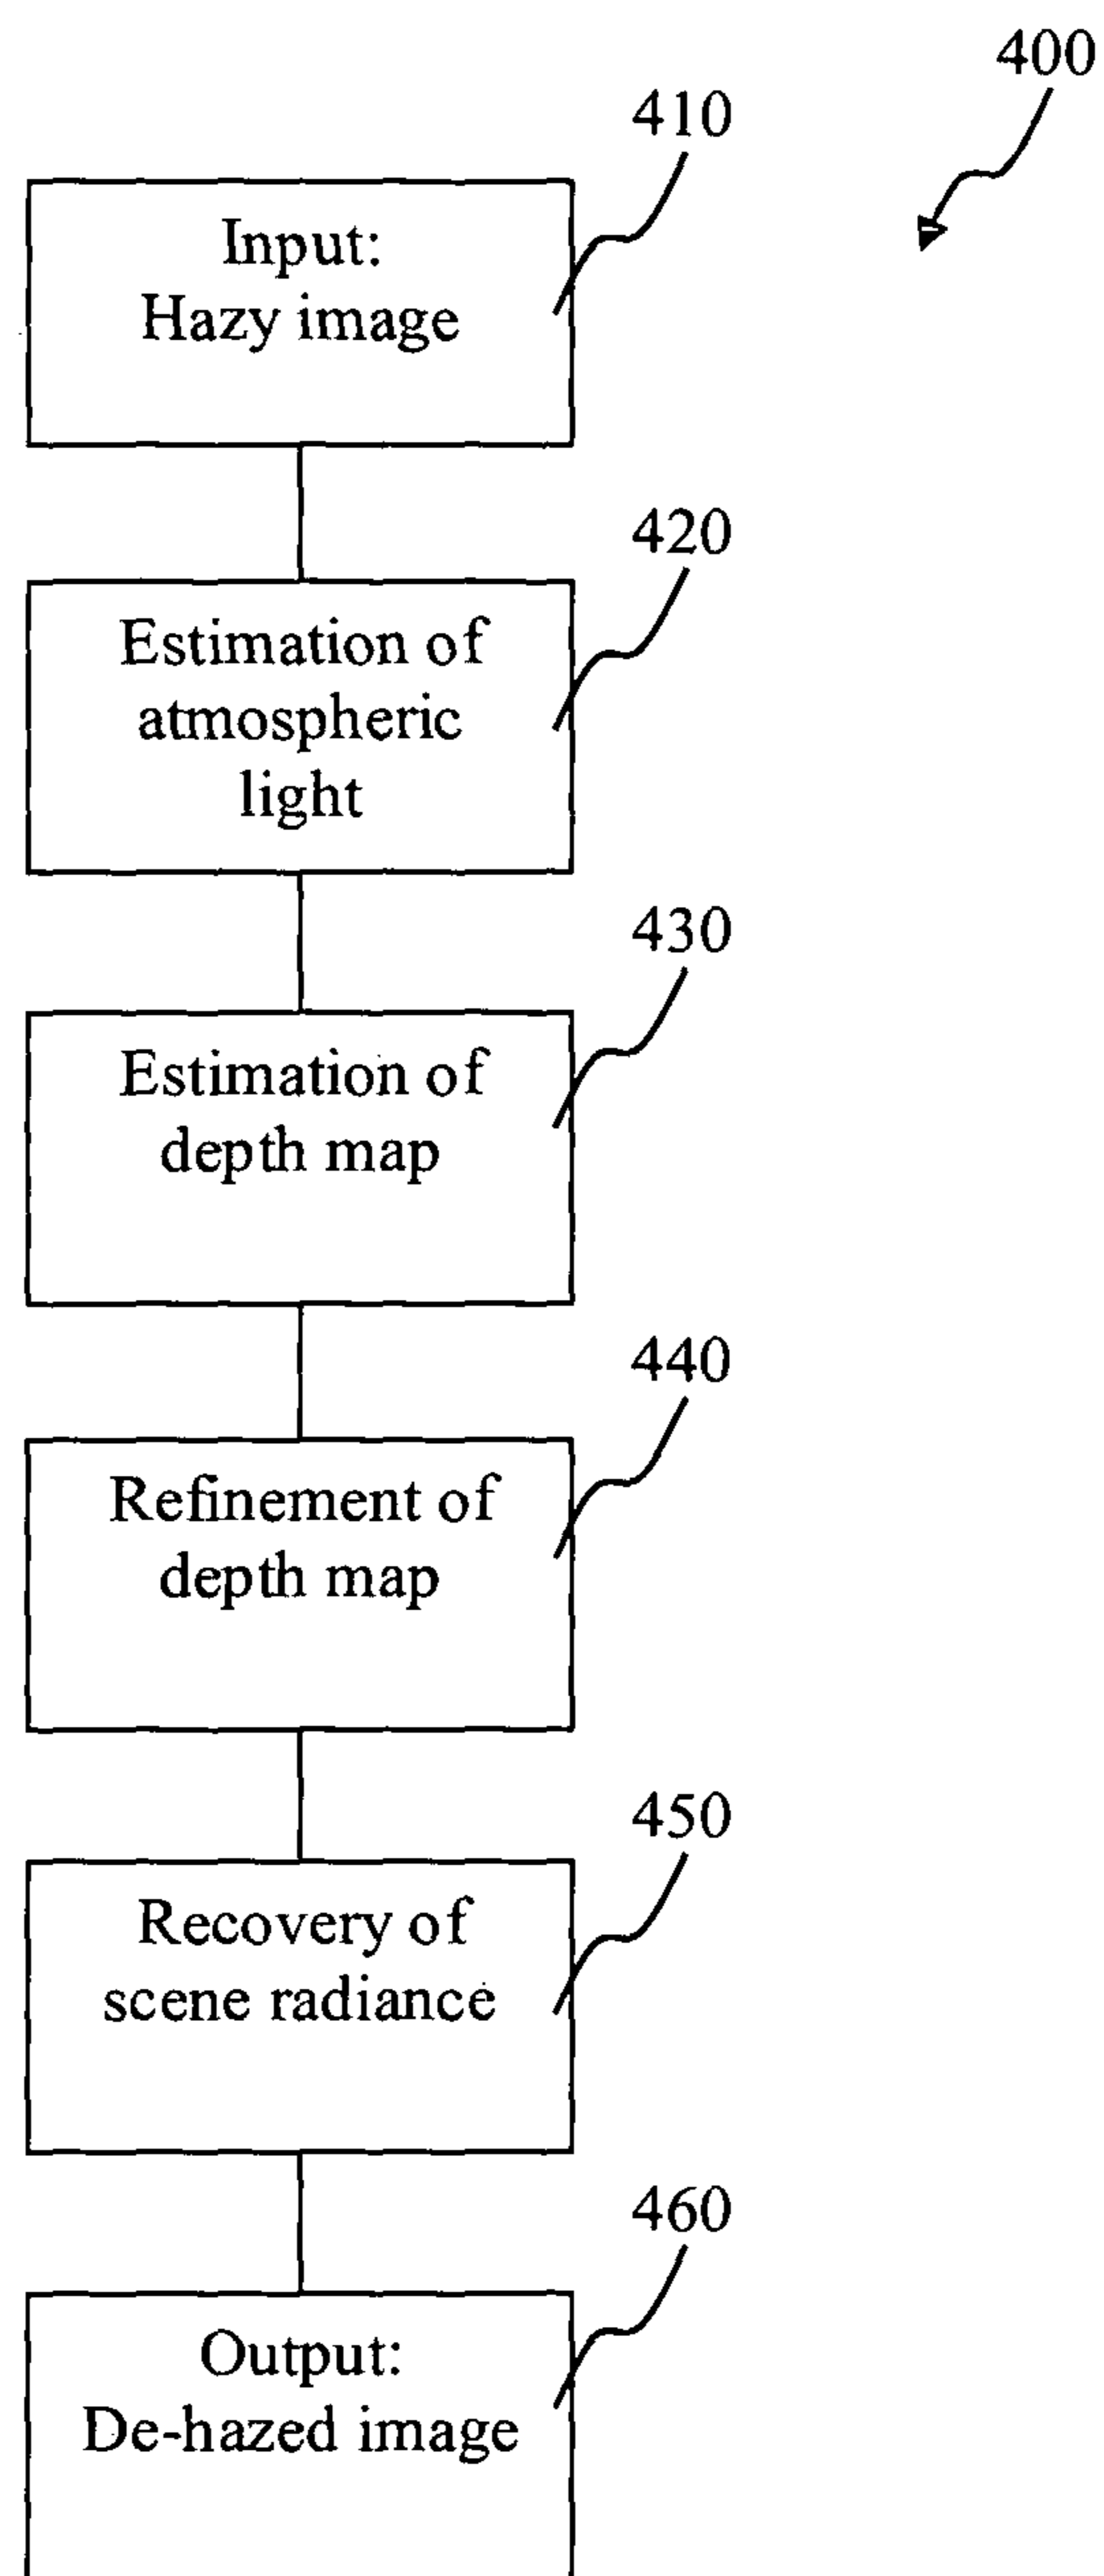 400
410
Input:
Hazy image
420
Estimation of
atmospheric
light
430
Estimation of
depth map
440
Refinement of
depth map
450
Recovery of
scene radiance
460
Output:
De-hazed image